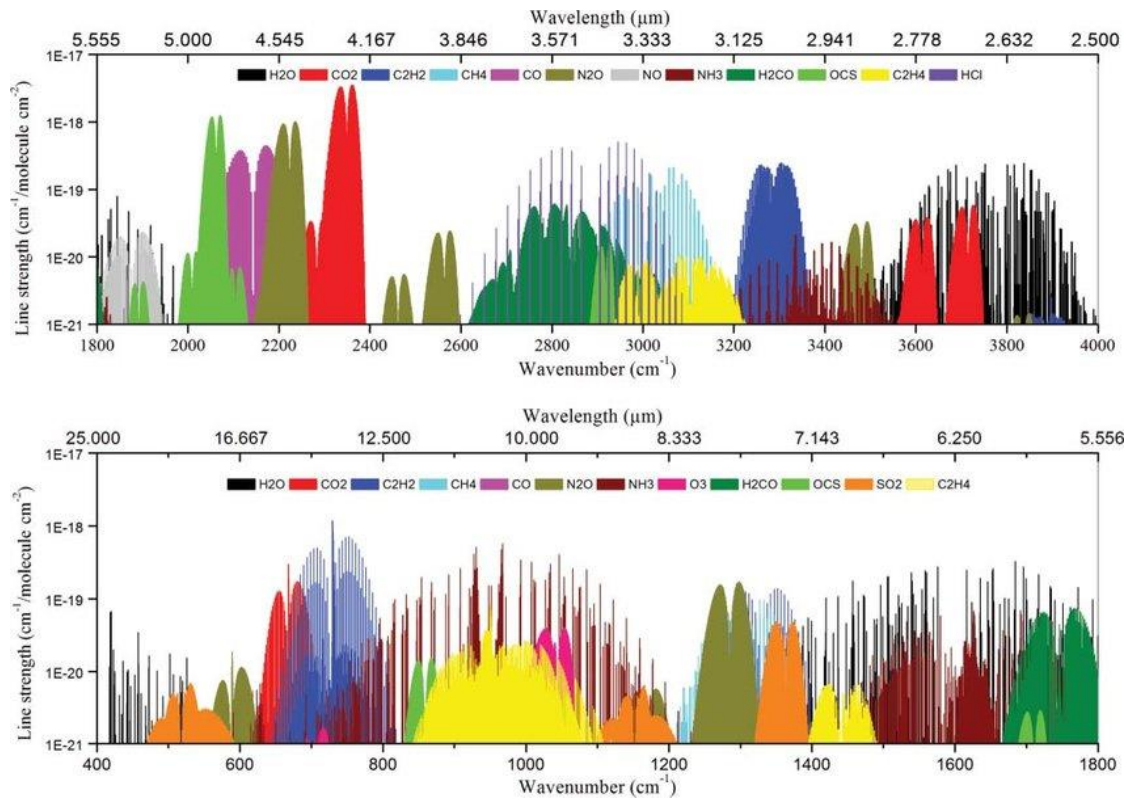 Wavelength (µm)
5.555 5.000 4.545 4.167 3.846 3.571 3.333 3.125 2.941 2.778 2.632 2.500
1E-17
H2O CO2 C2H2 CH4 CO N2O NO NH3 H2CO OCS C2H4 HCl
1E-18
1E-19
1E-20
1E-21
Line strength (cm⁻¹/molecule cm⁻²)
1800 2000 2200 2400 2600 2800 3000 3200 3400 3600 3800 4000
Wavenumber (cm⁻¹)
Wavelength (µm)
25.000 16.667 12.500 10.000 8.333 7.143 6.250 5.556
1E-17
H2O CO2 C2H2 CH4 CO N2O NH3 O3 H2CO OCS SO2 C2H4
1E-18
1E-19
1E-20
1E-21
Line strength (cm⁻¹/molecule cm⁻²)
400 600 800 1000 1200 1400 1600 1800
Wavenumber (cm⁻¹)